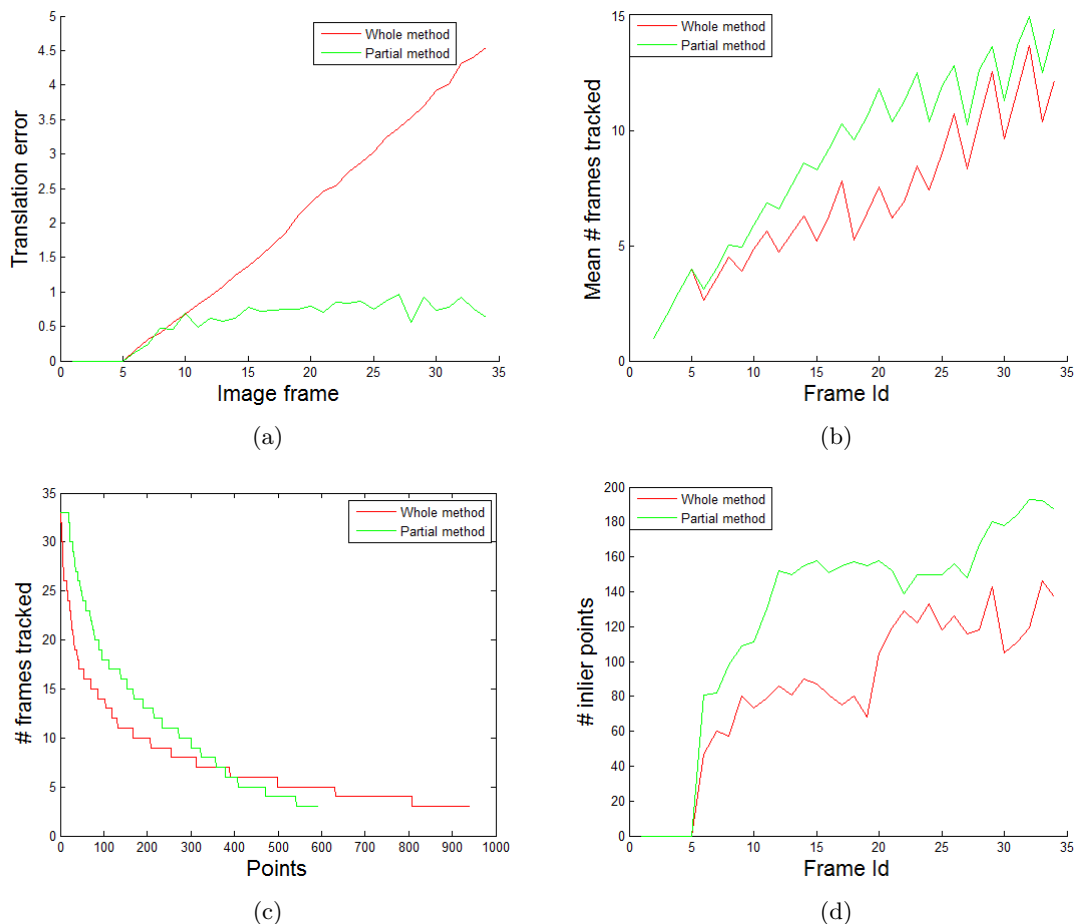 5
4.5
4
3.5
3
2.5
2
1.5
1
0.5
0
Translation error
Whole method
Partial method
0 5 10 15 20 25 30 35
Image frame
(a)
15
10
5
0
Mean # frames tracked
Whole method
Partial method
0 5 10 15 20 25 30 35
Frame Id
(b)
35
30
25
20
15
10
5
0
# frames tracked
Whole method
Partial method
0 100 200 300 400 500 600 700 800 900 1000
Points
(c)
200
180
160
140
120
100
80
60
40
20
0
# inlier points
Whole method
Partial method
0 5 10 15 20 25 30 35
Frame Id
(d)